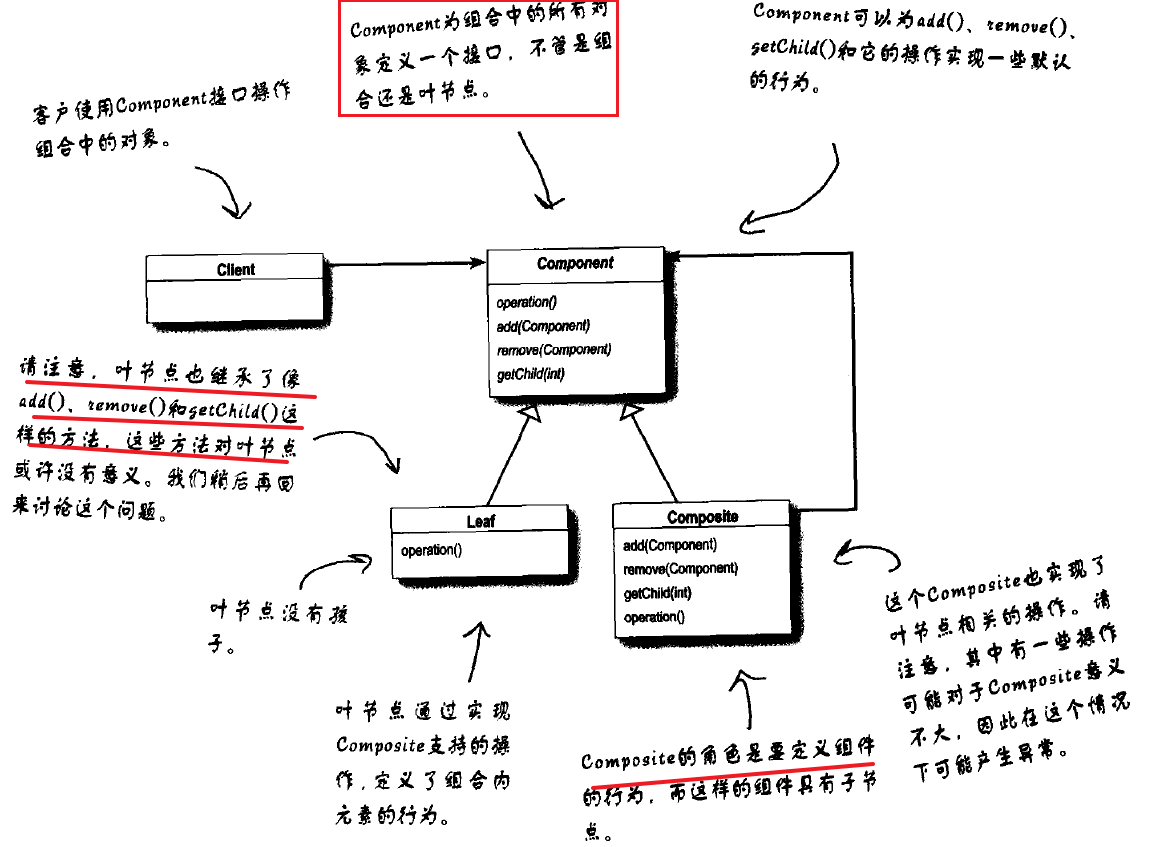 Component为组合中的所有对
象定义一个接口，不管是组
合还是叶节点。
Component可以为add()、remove()、
getChild()和它的操作实现一些默认
的行为。
客户使用Component接口操作
组合中的对象。
Client
Component
operation()
add(Component)
remove(Component)
getChild(int)
请注意，叶节点也继承了像
add()、remove()和getChild()这
样的方法，这些方法对叶节点
或许没有意义。我们稍后再回
来讨论这个问题。
Leaf
operation()
Composite
add(Component)
remove(Component)
getChild(int)
operation()
叶节点没有孩
子。
这个Composite也实现了
叶节点相关的操作。请
注意，其中有一些操作
可能对于Composite意义
不大，因此在这个情况
下可能产生异常。
叶节点通过实现
Composite支持的操
作，定义了组合内
元素的行为。
Composite的角色是要定义组件
的行为，而这样的组件具有子节
点。